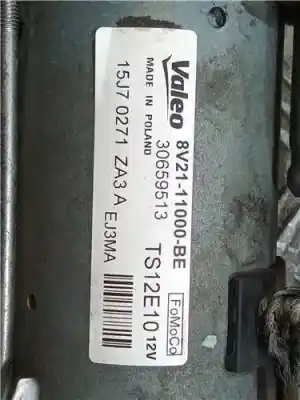 Valeo
MADE IN POLAND
8V21-11000-BE
30659513
TS12E10 12V
FoMoCo
15J7 0271 ZA3 A EJ3MA